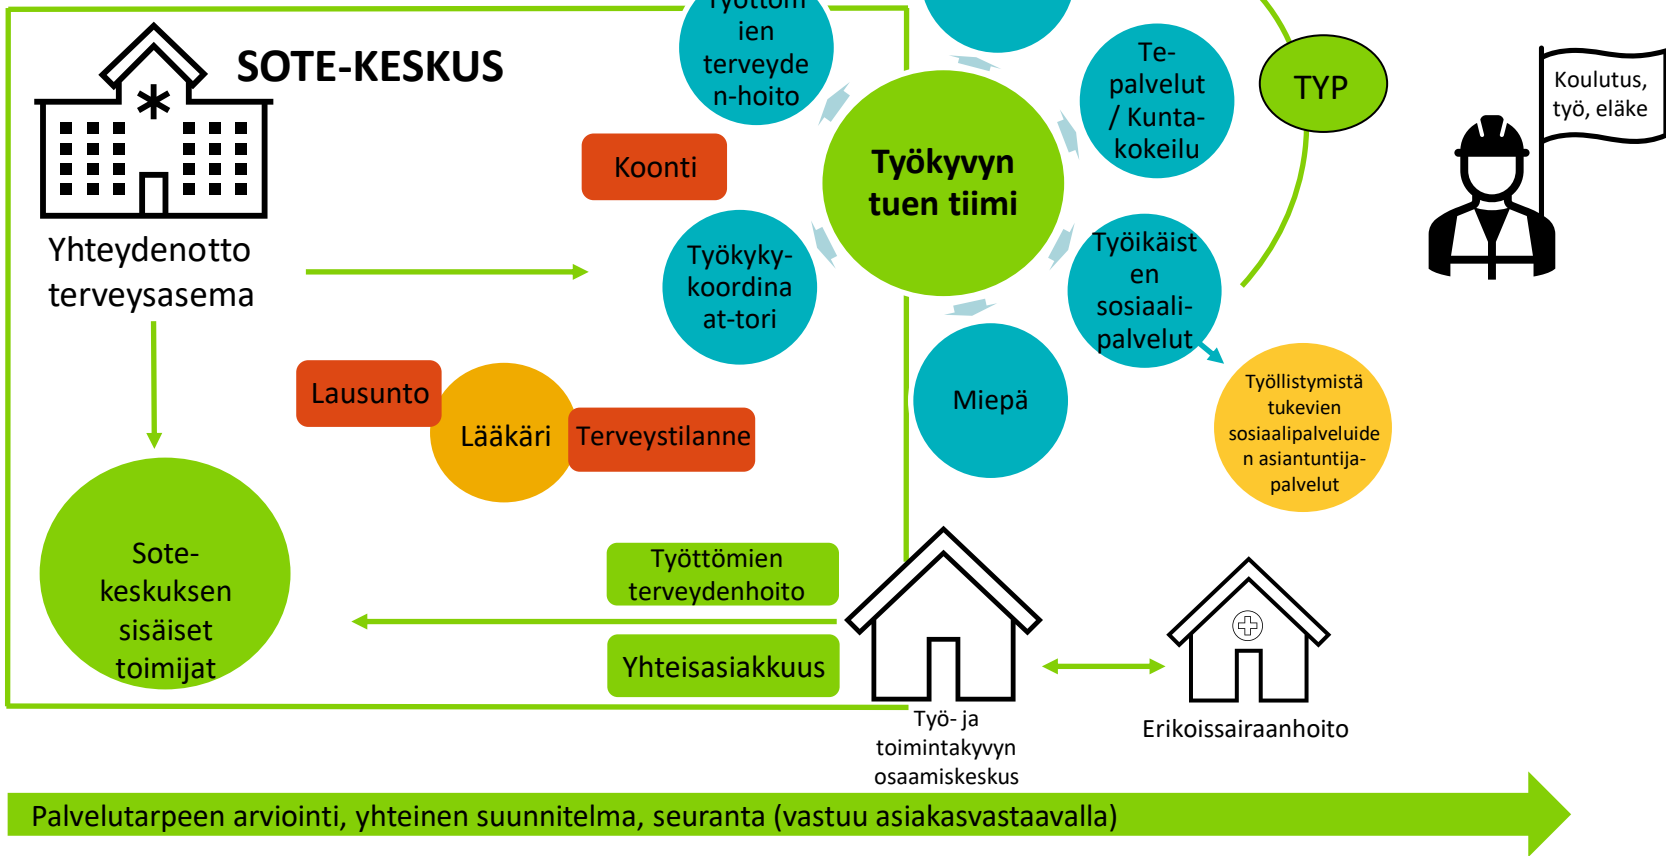 SOTE-KESKUS
Yhteydenotto
terveysasema
Sote-
keskuksen
sisäiset
toimijat
Koonti
Lausunto
Lääkäri
Terveystilanne
Työttöm
ien
terveyde
n-hoito
Työkyky-
koordina
at-tori
Työkyvyn
tuen tiimi
Te-
palvelut
/ Kunta-
kokeilu
TYP
Työikäist
en
sosiaali-
palvelut
Miepä
Työllistymistä
tukevien
sosiaalipalveluide
n asiantuntija-
palvelut
Koulutus,
työ, eläke
Työttömien
terveydenhoito
Yhteisasiakkuus
Työ- ja
toimintakyvyn
osaamiskeskus
Erikoissairaanhoito
Palvelutarpeen arviointi, yhteinen suunnitelma, seuranta (vastuu asiakasvastaavalla)